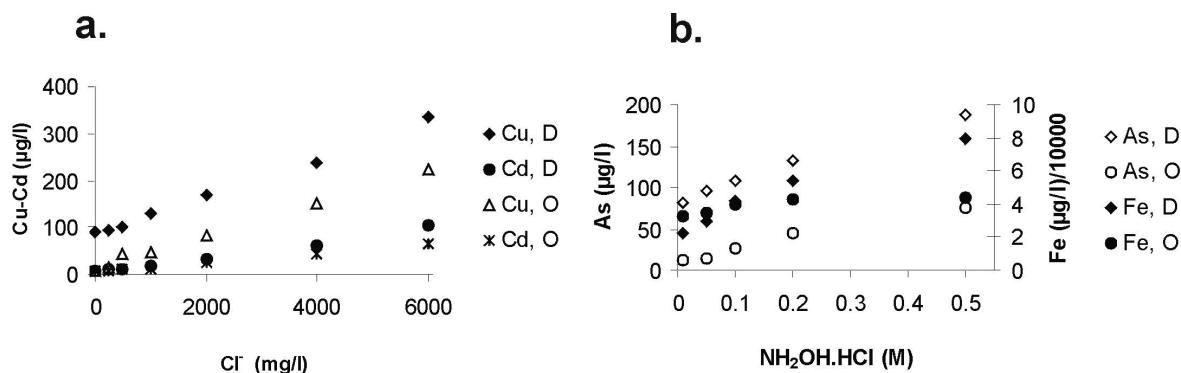 a.
400
300
200
100
0
Cu-Cd (µg/l)
0 2000 4000 6000
Cl⁻ (mg/l)
Cu, D
Cd, D
Cu, O
Cd, O
b.
200
150
100
50
0
As (µg/l)
10
8
6
4
2
0
Fe (µg/l)/10000
0 0.1 0.2 0.3 0.4 0.5
NH₂OH.HCl (M)
As, D
As, O
Fe, D
Fe, O